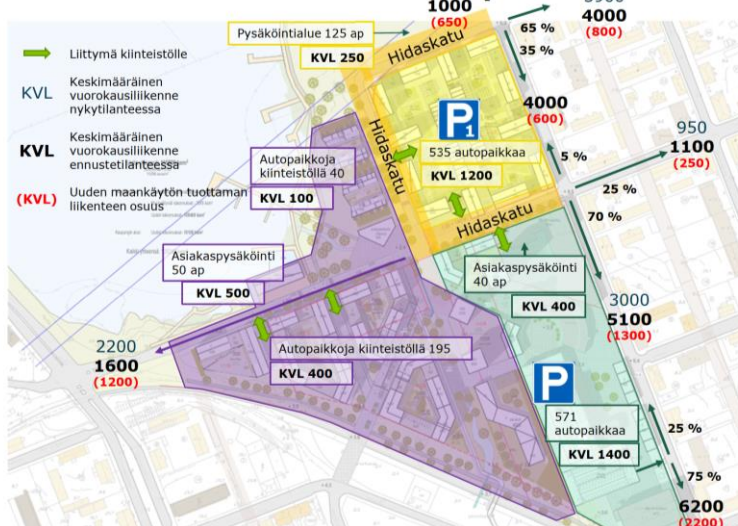 1000
(650)
4000
(800)
65 %
35 %
Pysäköintialue 125 ap
KVL 250
Hidaskatu
Liittymä kiinteistölle
KVL
Keskimääräinen
vuorokausiliikenne
nykytilanteessa
KVL
Keskimääräinen
vuorokausiliikenne
ennustetilanteessa
(KVL)
Uuden maankäytön tuottaman
liikenteen osuus
4000
(600)
P1
535 autopaikkaa
KVL 1200
Hidaskatu
5 %
950
1100
(250)
25 %
70 %
Autopaikkoja
kiinteistöllä 40
KVL 100
Hidaskatu
Asiakaspysäköinti
50 ap
KVL 500
Asiakaspysäköinti
40 ap
KVL 400
3000
5100
(1300)
2200
1600
(1200)
Autopaikkoja kiinteistöllä 195
KVL 400
P
571
autopaikkaa
KVL 1400
25 %
75 %
6200
(2200)